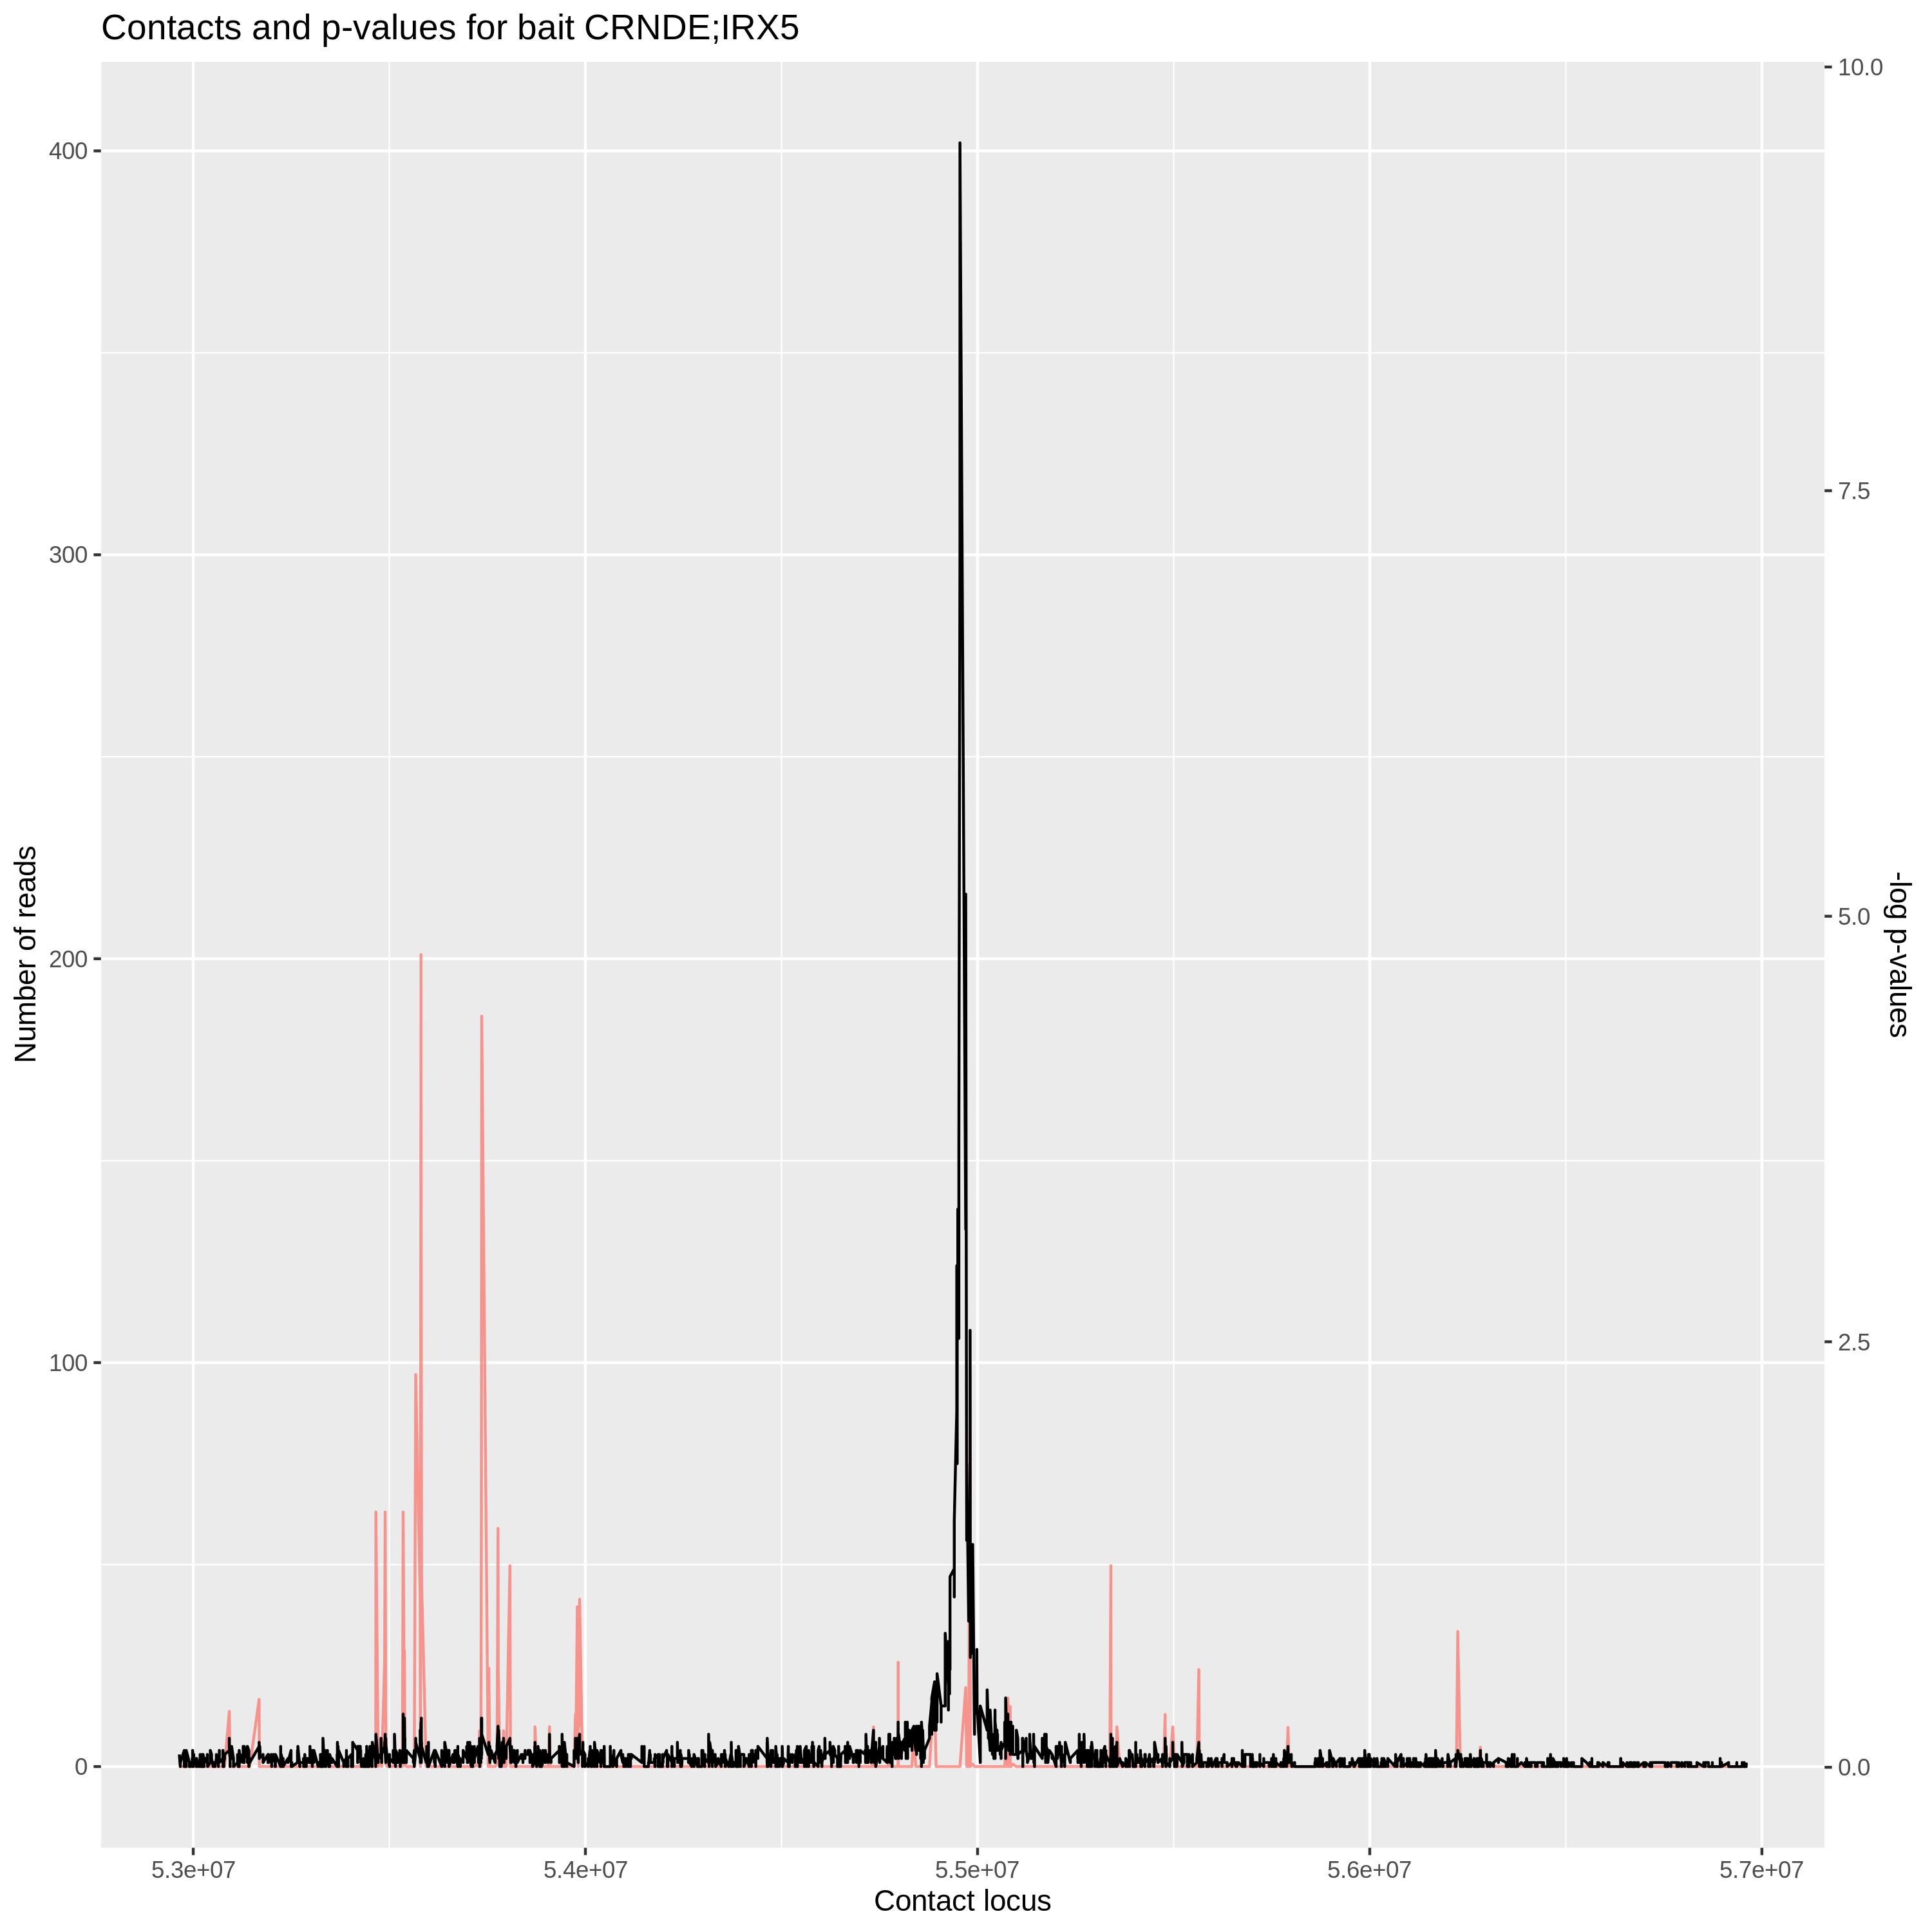 Contacts and p-values for bait CRNDE;IRX5
Number of reads
400
300
200
100
0
10.0
7.5
5.0
2.5
0.0
-log p-values
5.3e+07
5.4e+07
5.5e+07
5.6e+07
5.7e+07
Contact locus